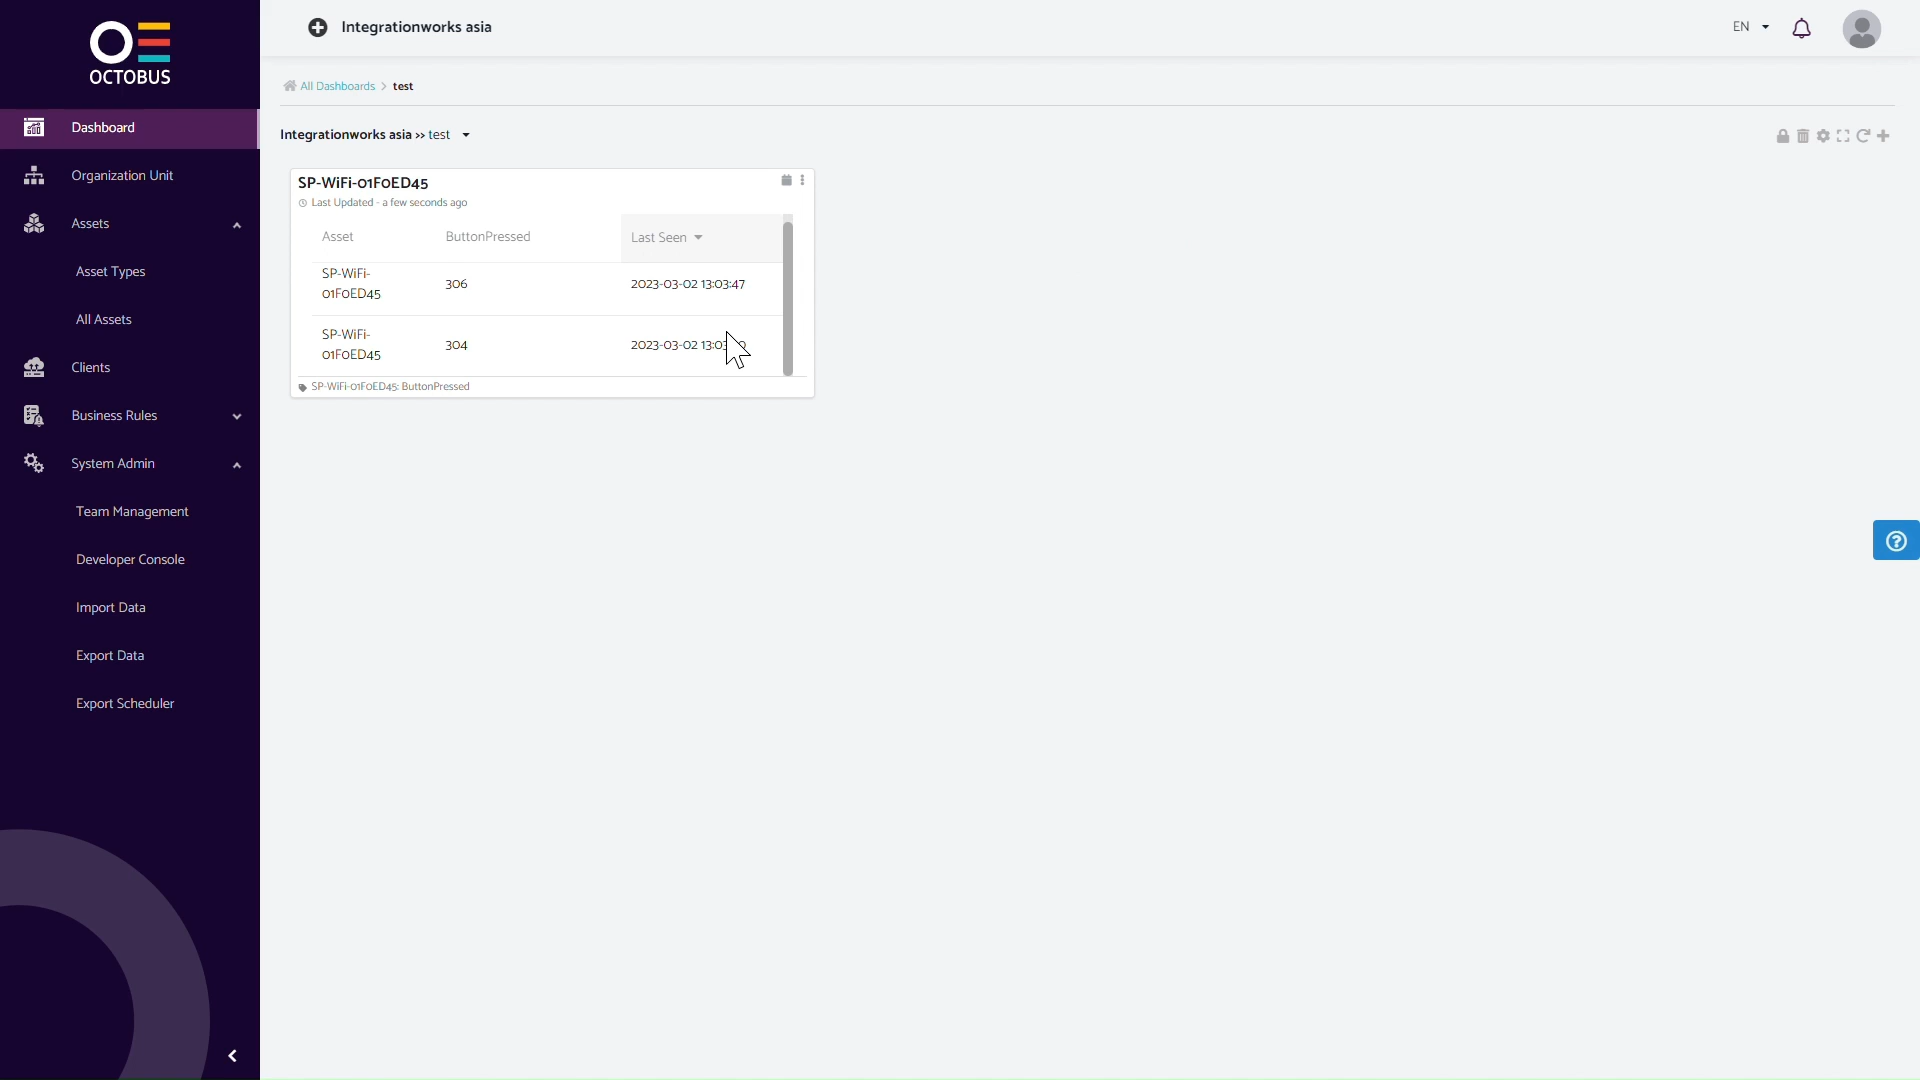 OCTOBUS
Integrationworks asia
EN
All Dashboards > test
Integrationworks asia >> test
Dashboard
Organization Unit
Assets
Asset Types
All Assets
Clients
Business Rules
System Admin
Team Management
Developer Console
Import Data
Export Data
Export Scheduler
SP-WiFi-01F0ED45
Last Updated - a few seconds ago
Asset ButtonPressed Last Seen
SP-WiFi-
01F0ED45 306 2023-03-02 13:03:47
SP-WiFi-
01F0ED45 304 2023-03-02
SP-WiFi-01F0ED45: ButtonPressed